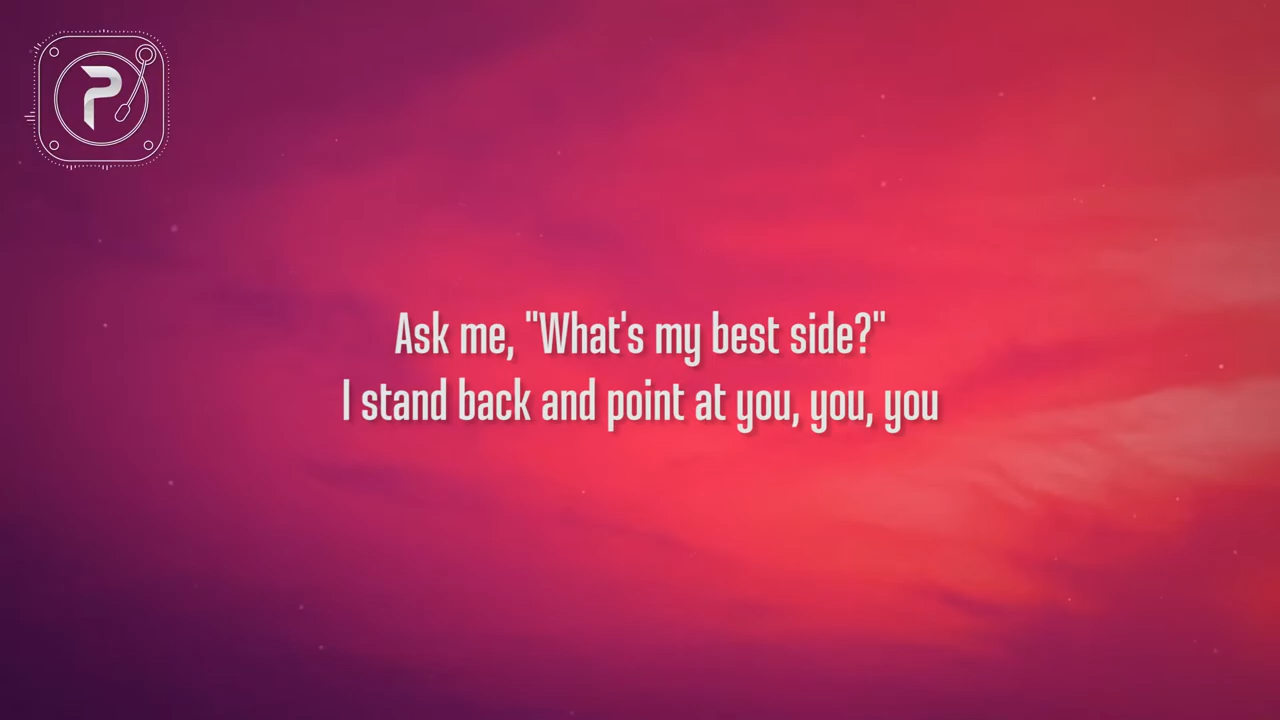 P
Ask me, "What's my best side?"
I stand back and point at you, you, you